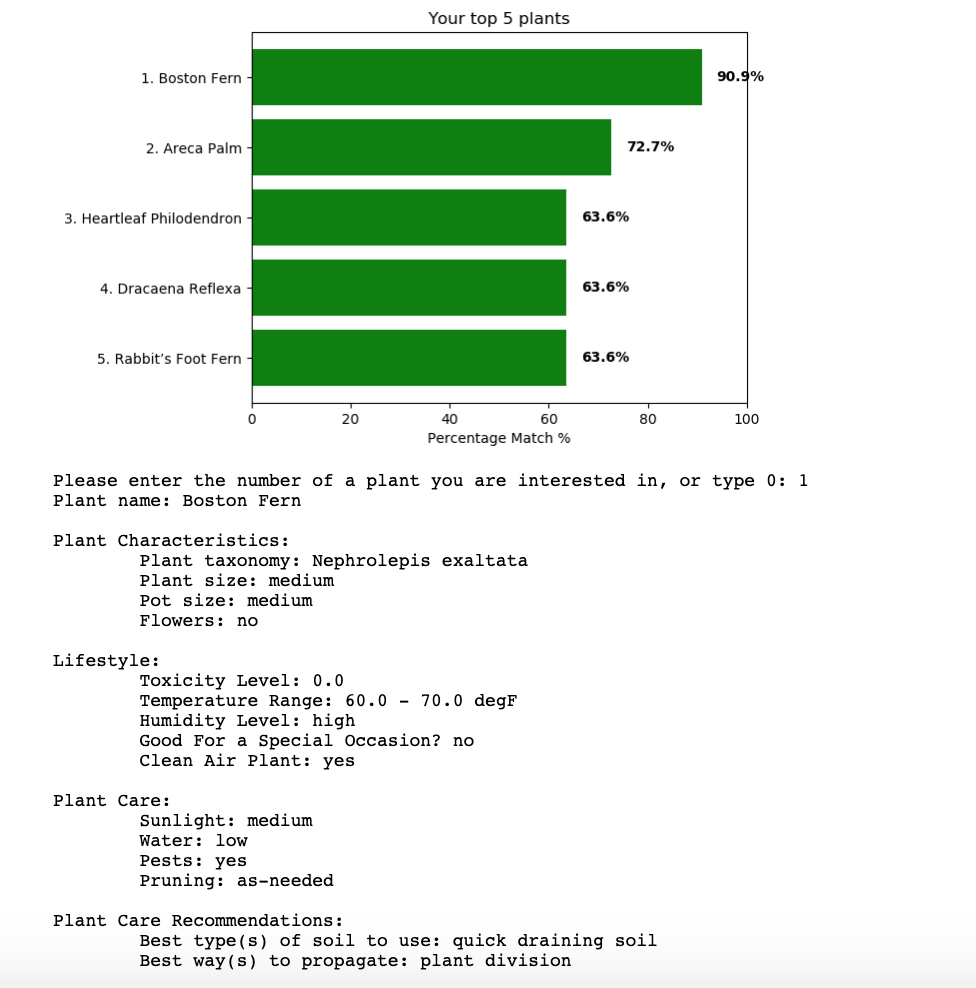 Your top 5 plants
1. Boston Fern
90.9%
2. Areca Palm
72.7%
3. Heartleaf Philodendron
63.6%
4. Dracaena Reflexa
63.6%
5. Rabbit’s Foot Fern
63.6%
0 20 40 60 80 100
Percentage Match %
Please enter the number of a plant you are interested in, or type 0: 1
Plant name: Boston Fern
Plant Characteristics:
Plant taxonomy: Nephrolepis exaltata
Plant size: medium
Pot size: medium
Flowers: no
Lifestyle:
Toxicity Level: 0.0
Temperature Range: 60.0 - 70.0 degF
Humidity Level: high
Good For a Special Occasion? no
Clean Air Plant: yes
Plant Care:
Sunlight: medium
Water: low
Pests: yes
Pruning: as-needed
Plant Care Recommendations:
Best type(s) of soil to use: quick draining soil
Best way(s) to propagate: plant division